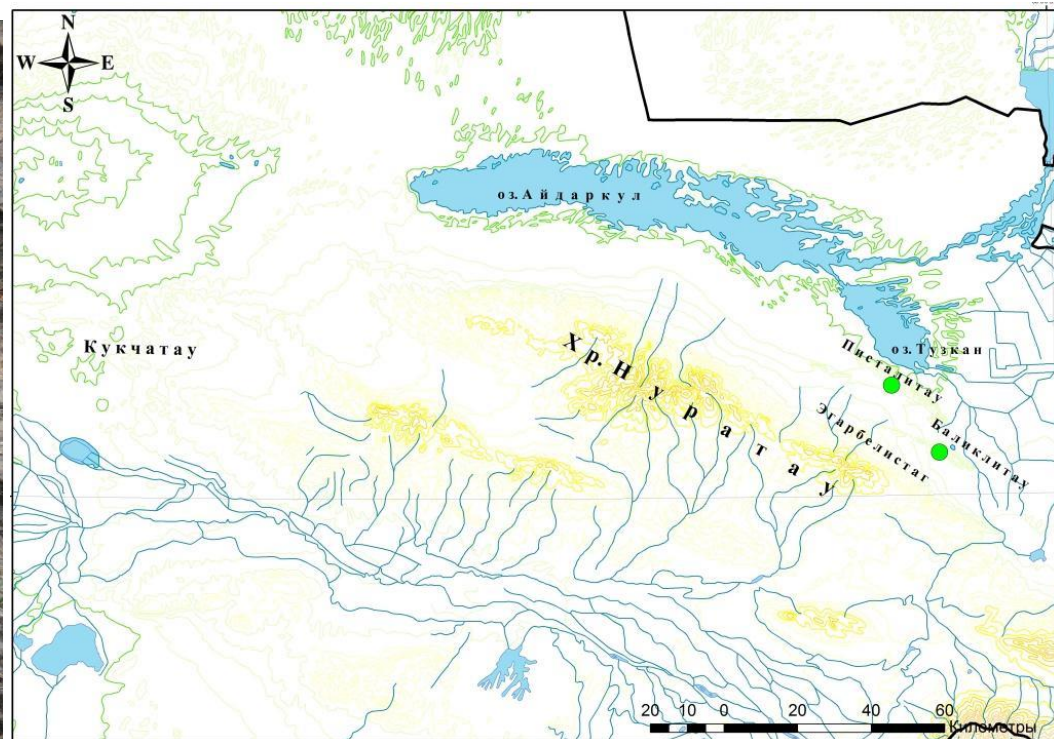 N
W E
S
оз. Айдаркул
Кукчатау
Хр. Нуратау
оз. Тузкан
Писталитау
Эгарбелистаг
Баликлитау
20 10 0 20 40 60
Километры